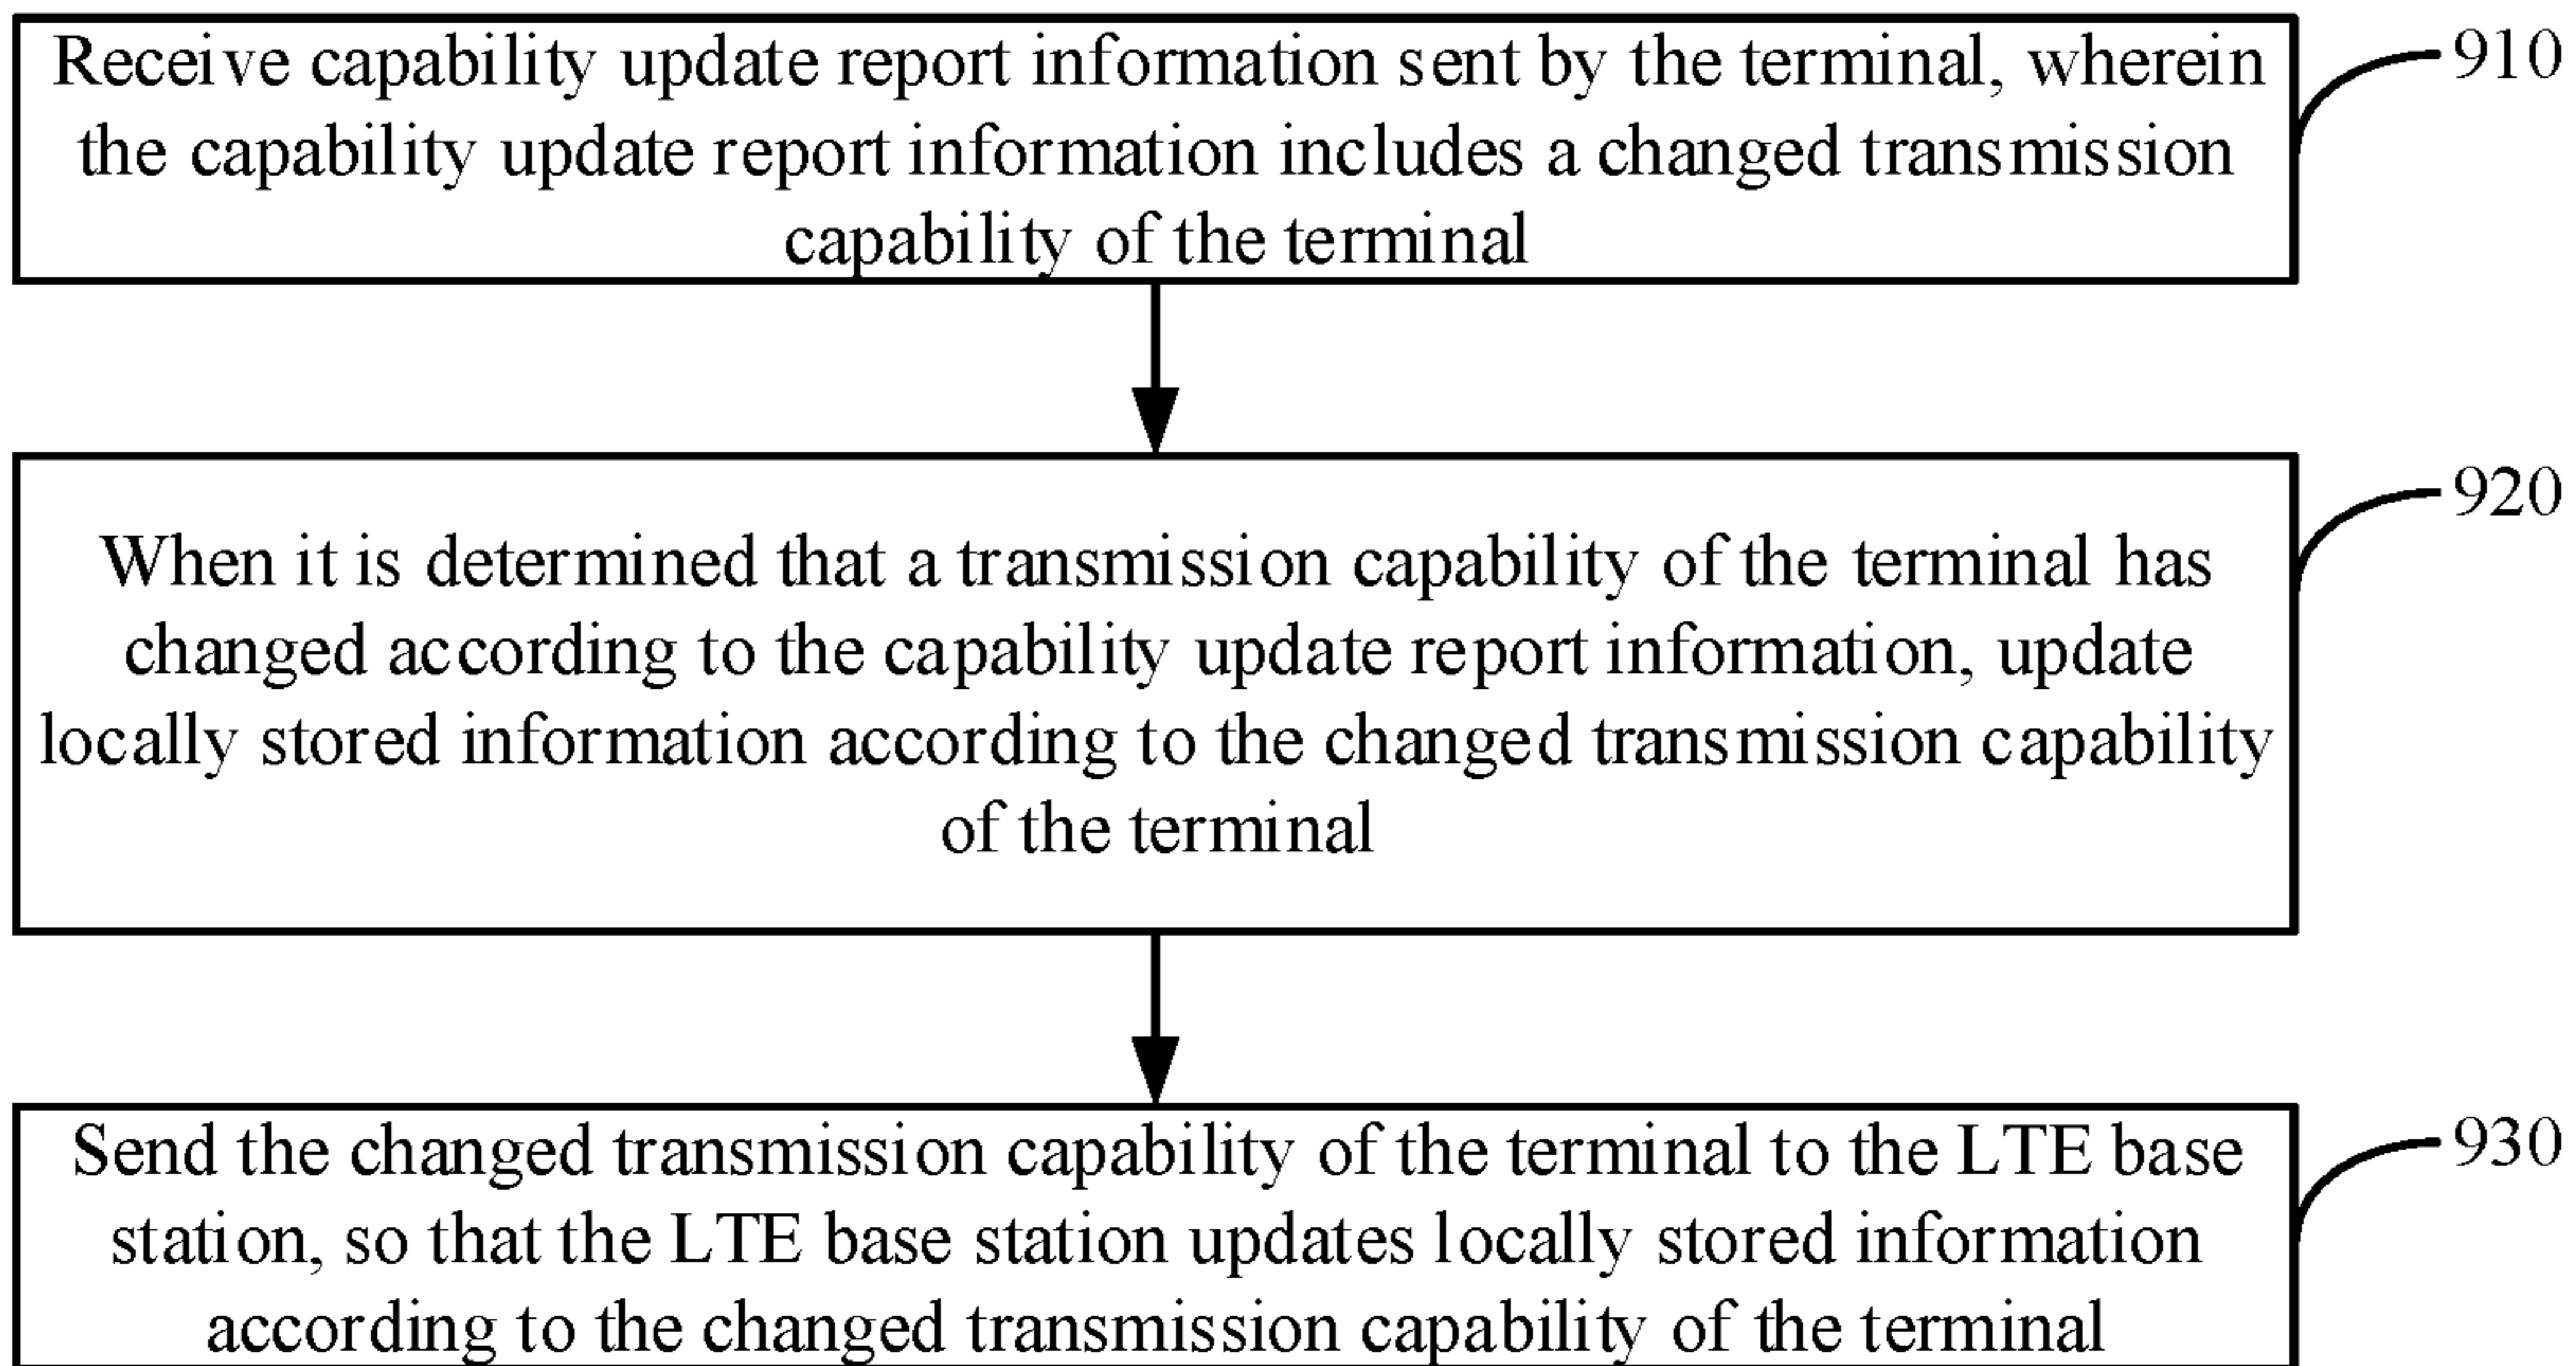 Receive capability update report information sent by the terminal, wherein
the capability update report information includes a changed transmission
capability of the terminal
910
When it is determined that a transmission capability of the terminal has
changed according to the capability update report information, update
locally stored information according to the changed transmission capability
of the terminal
920
Send the changed transmission capability of the terminal to the LTE base
station, so that the LTE base station updates locally stored information
according to the changed transmission capability of the terminal
930